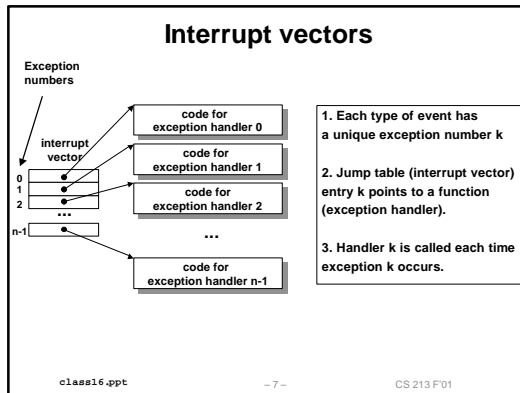 Interrupt vectors
Exception
numbers
interrupt
vector
0
1
2
...
n-1
code for
exception handler 0
code for
exception handler 1
code for
exception handler 2
...
code for
exception handler n-1
1. Each type of event has
a unique exception number k
2. Jump table (interrupt vector)
entry k points to a function
(exception handler).
3. Handler k is called each time
exception k occurs.
class16.ppt
– 7 –
CS 213 F'01